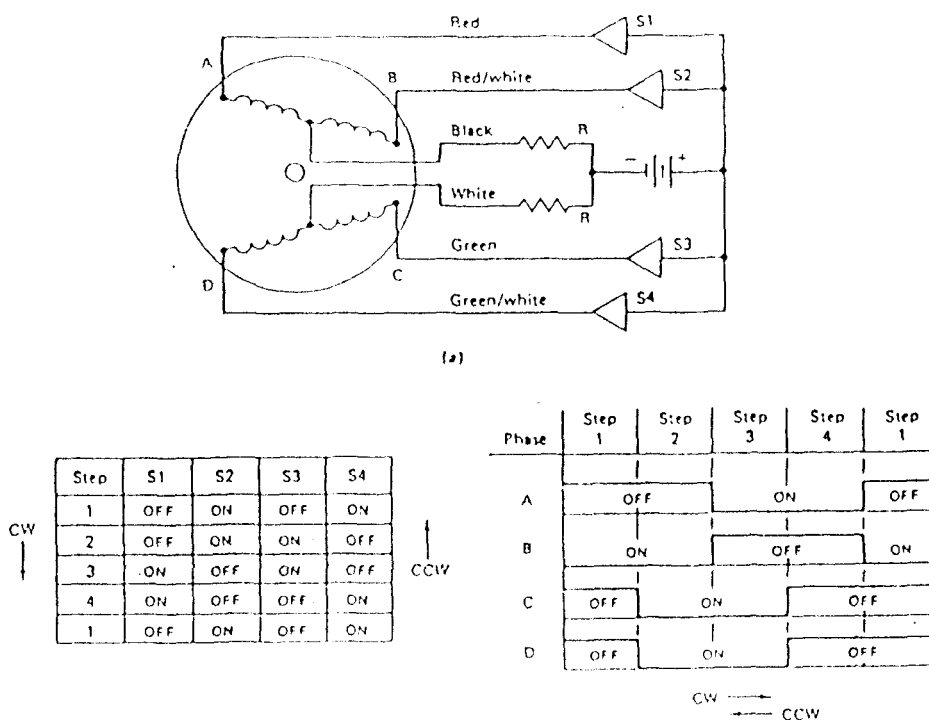 Red
S1
A
B
Red/white
S2
Black
R
- +
White
R
Green
S3
D
C
Green/white
S4
(a)
Step S1 S2 S3 S4
1 OFF ON OFF ON
2 OFF ON ON OFF
3 ON OFF ON OFF
4 ON OFF OFF ON
1 OFF ON OFF ON
CW
CCW
Phase Step 1 Step 2 Step 3 Step 4 Step 1
A OFF ON OFF
B ON OFF ON
C OFF ON OFF
D OFF ON OFF
CW
CCW